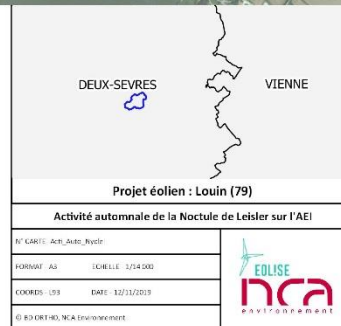 DEUX-SEVRES
VIENNE
Projet éolien : Louin (79)
Activité automnale de la Noctule de Leisler sur l'AEI
N° CARTE Acti_Auto_Nyclei
FORMAT A3 ECHELLE 1/14 000
COORDS - L93 DATE 12/11/2019
© BD ORTHO, NCA Environnement
EOLISE
nca
environnement